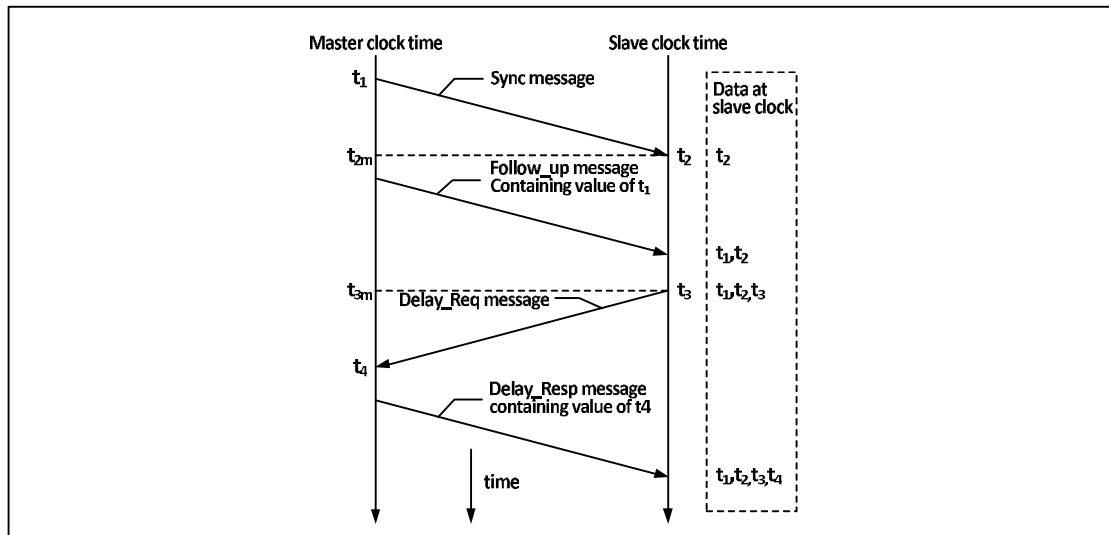 Master clock time
Slave clock time
t1
Sync message
Data at
slave clock
t2m
t2
t2
Follow_up message
Containing value of t1
t1,t2
t3m
t3
t1,t2,t3
Delay_Req message
t4
Delay_Resp message
containing value of t4
t1,t2,t3,t4
time